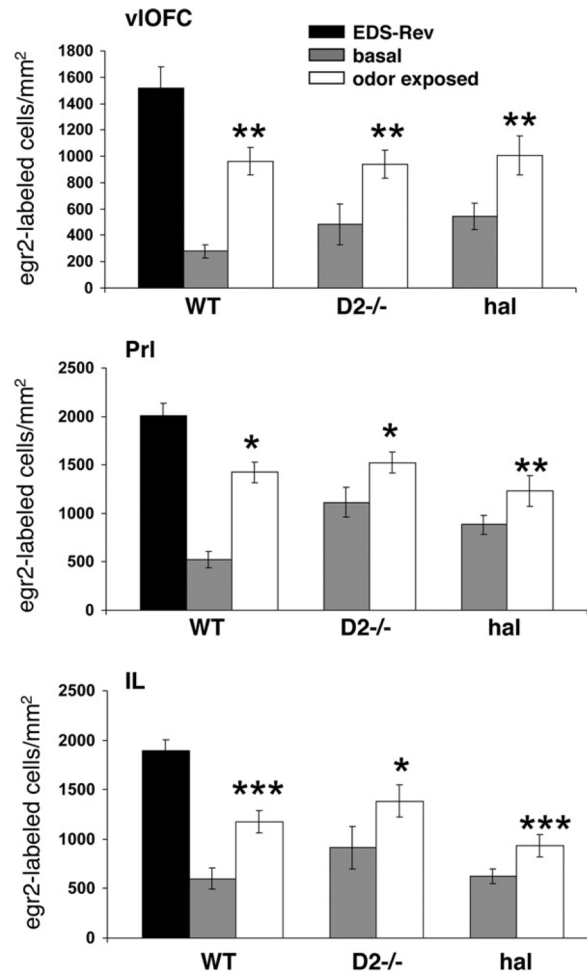 vlOFC
EDS-Rev
basal
odor exposed
egr2-labeled cells/mm²
1800
1600
1400
1200
1000
800
600
400
200
0
** ** **
WT D2-/- hal
Prl
egr2-labeled cells/mm²
2500
2000
1500
1000
500
0
* * **
WT D2-/- hal
IL
egr2-labeled cells/mm²
2500
2000
1500
1000
500
0
*** * ***
WT D2-/- hal